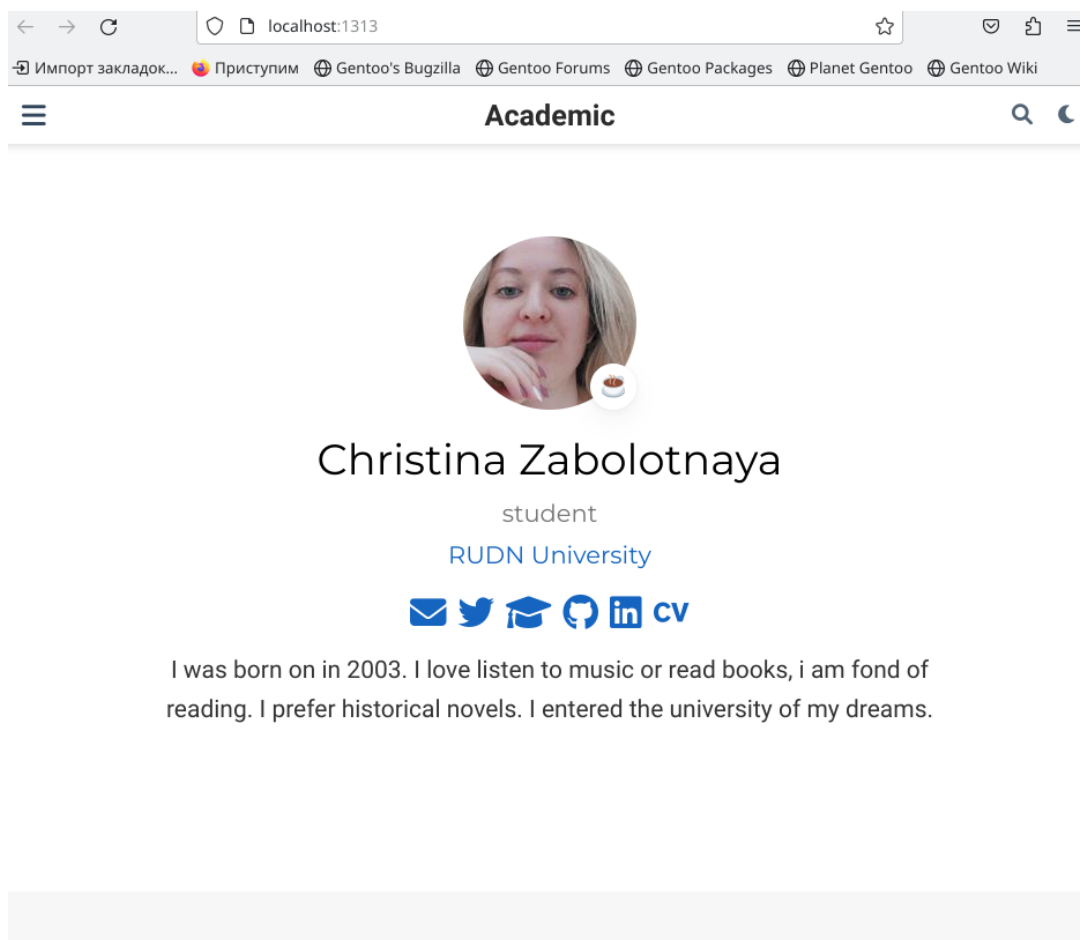 localhost:1313
Импорт закладок... Приступим Gentoo's Bugzilla Gentoo Forums Gentoo Packages Planet Gentoo Gentoo Wiki
Academic
Christina Zabolotnaya
student
RUDN University
in CV
I was born on in 2003. I love listen to music or read books, i am fond of
reading. I prefer historical novels. I entered the university of my dreams.